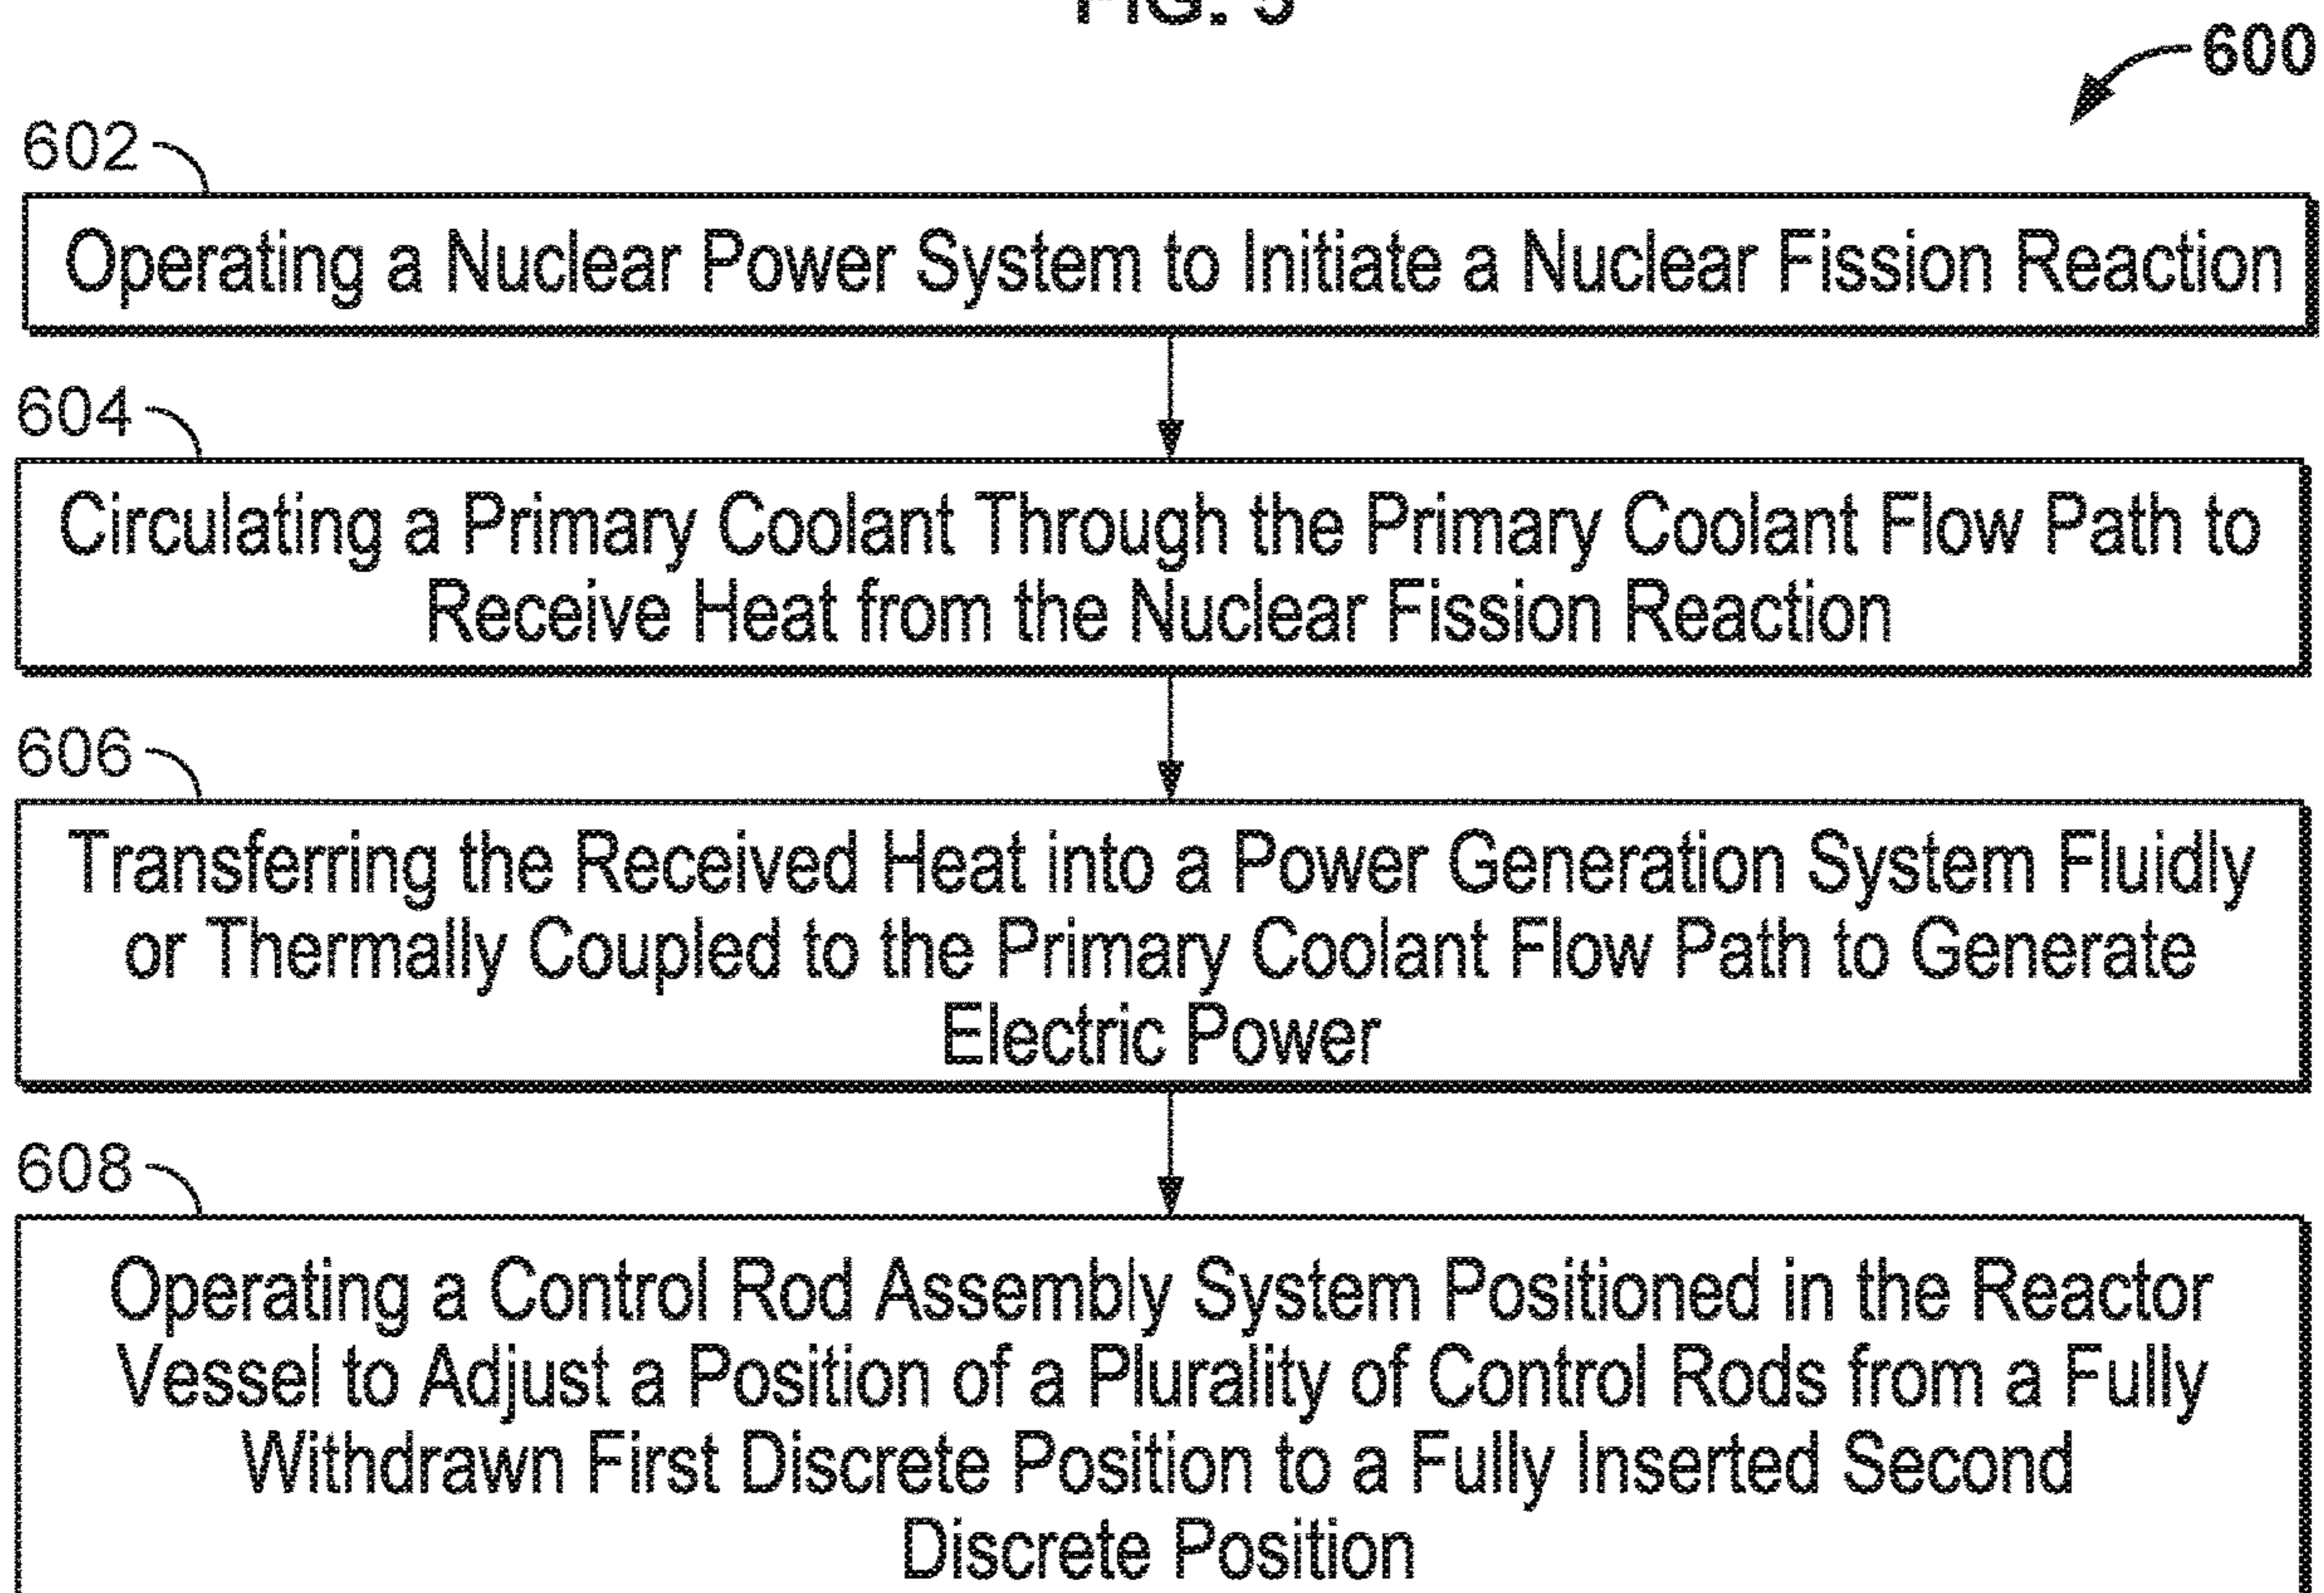 FIG. 5
600
602
Operating a Nuclear Power System to Initiate a Nuclear Fission Reaction
604
Circulating a Primary Coolant Through the Primary Coolant Flow Path to
Receive Heat from the Nuclear Fission Reaction
606
Transferring the Received Heat into a Power Generation System Fluidly
or Thermally Coupled to the Primary Coolant Flow Path to Generate
Electric Power
608
Operating a Control Rod Assembly System Positioned in the Reactor
Vessel to Adjust a Position of a Plurality of Control Rods from a Fully
Withdrawn First Discrete Position to a Fully Inserted Second
Discrete Position